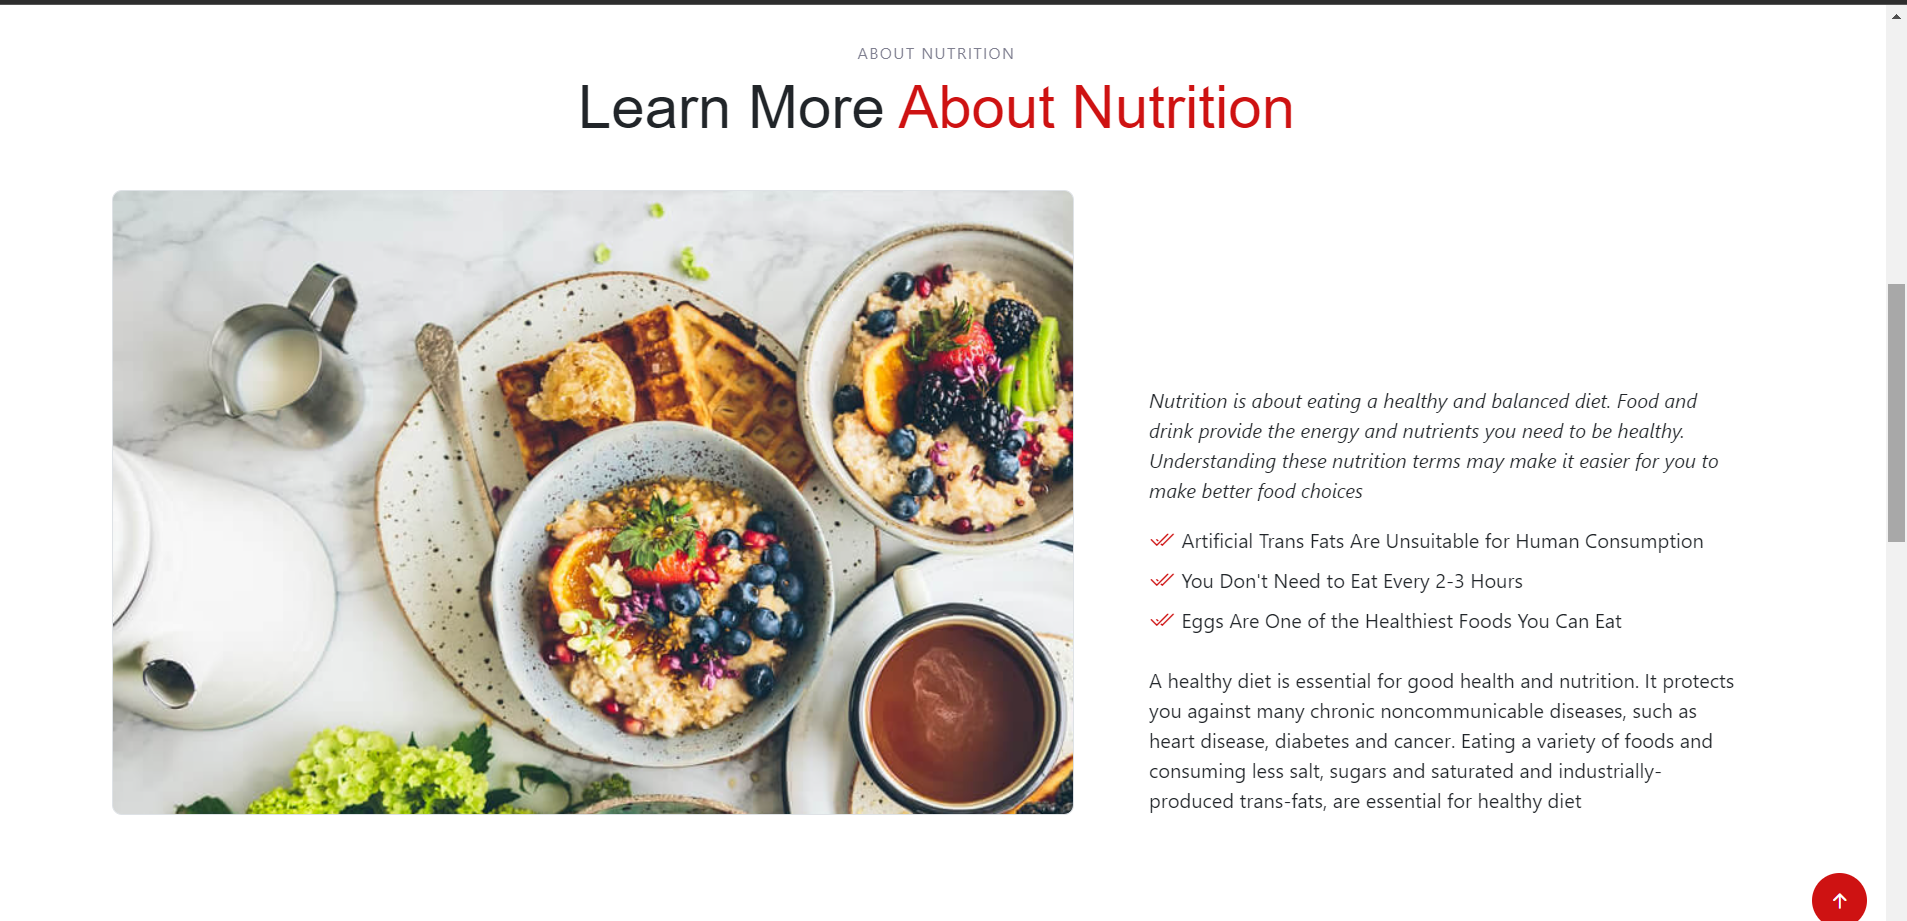 ABOUT NUTRITION
Learn More About Nutrition
Nutrition is about eating a healthy and balanced diet. Food and
drink provide the energy and nutrients you need to be healthy.
Understanding these nutrition terms may make it easier for you to
make better food choices
Artificial Trans Fats Are Unsuitable for Human Consumption
You Don't Need to Eat Every 2-3 Hours
Eggs Are One of the Healthiest Foods You Can Eat
A healthy diet is essential for good health and nutrition. It protects
you against many chronic noncommunicable diseases, such as
heart disease, diabetes and cancer. Eating a variety of foods and
consuming less salt, sugars and saturated and industrially-
produced trans-fats, are essential for healthy diet